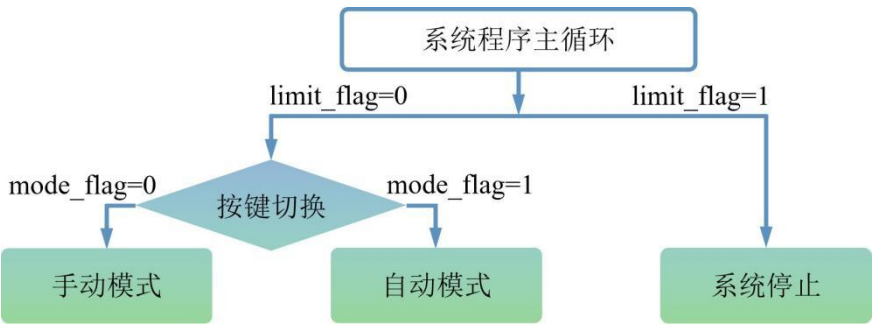 系统程序主循环
limit_flag=0
limit_flag=1
mode_flag=0
按键切换
mode_flag=1
手动模式
自动模式
系统停止